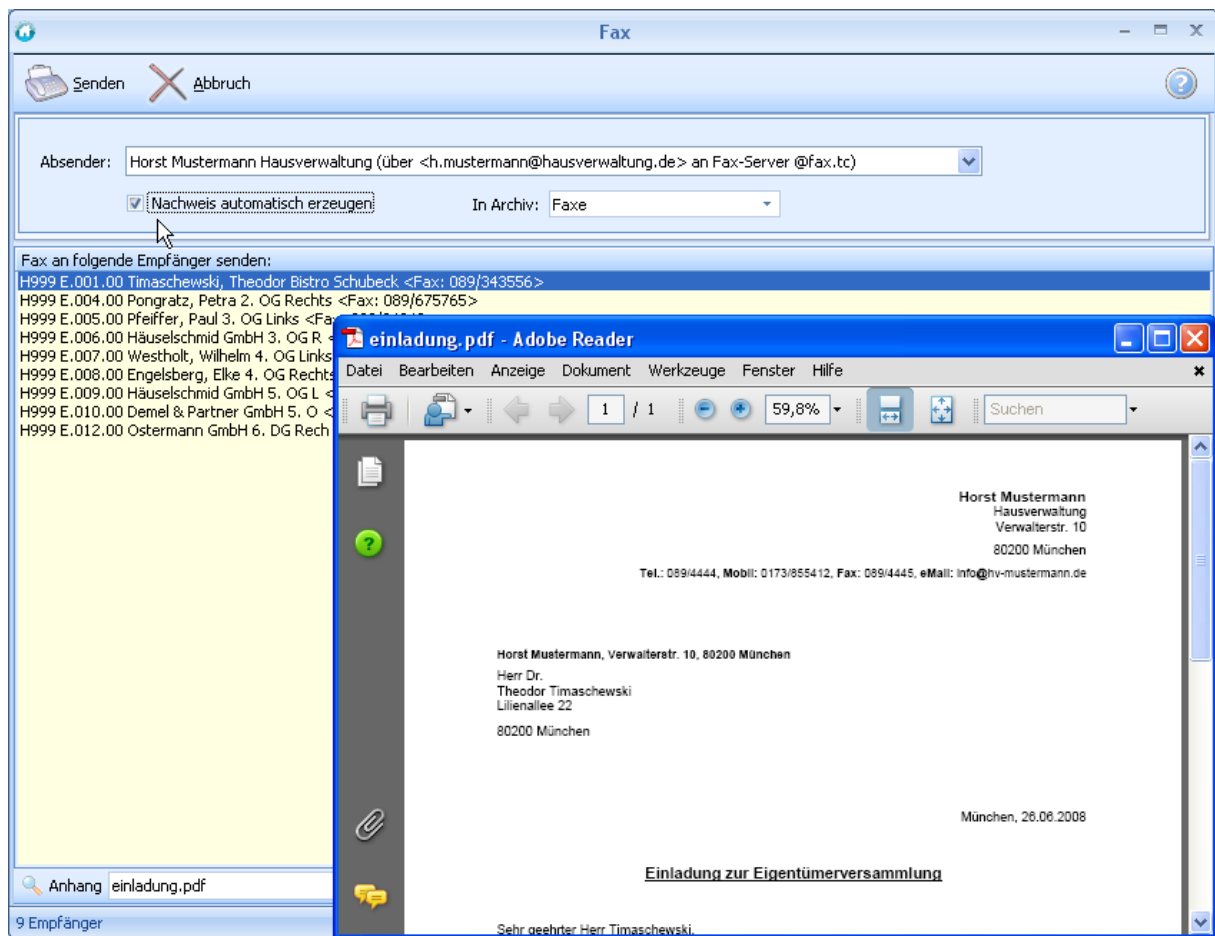 Fax
Senden Abbruch
Absender: Horst Mustermann Hausverwaltung (über <h.mustermann@hausverwaltung.de> an Fax-Server @fax.tc)
Nachweis automatisch erzeugen In Archiv: Faxe
Fax an folgende Empfänger senden:
H999 E.001.00 Timaschewski, Theodor Bistro Schubeck <Fax: 089/343556>
H999 E.004.00 Pongratz, Petra 2. OG Rechts <Fax: 089/675765>
H999 E.005.00 Pfeiffer, Paul 3. OG Links <Fa
H999 E.006.00 Häuselschmid GmbH 3. OG R <
H999 E.007.00 Westholt, Wilhelm 4. OG Links
H999 E.008.00 Engelsberg, Elke 4. OG Rechts
H999 E.009.00 Häuselschmid GmbH 5. OG L <
H999 E.010.00 Demel & Partner GmbH 5. O <
H999 E.012.00 Ostermann GmbH 6. DG Rech
Anhang einladung.pdf
9 Empfänger
einladung.pdf - Adobe Reader
Datei Bearbeiten Anzeige Dokument Werkzeuge Fenster Hilfe
1 / 1 59,8% Suchen
Horst Mustermann
Hausverwaltung
Verwalterstr. 10
80200 München
Tel.: 089/4444, Mobil: 0173/855412, Fax: 089/4445, eMail: info@hv-mustermann.de
Horst Mustermann, Verwalterstr. 10, 80200 München
Herr Dr.
Theodor Timaschewski
Lilienallee 22
80200 München
München, 26.06.2008
Einladung zur Eigentümerversammlung
Sehr geehrter Herr Timaschewski,